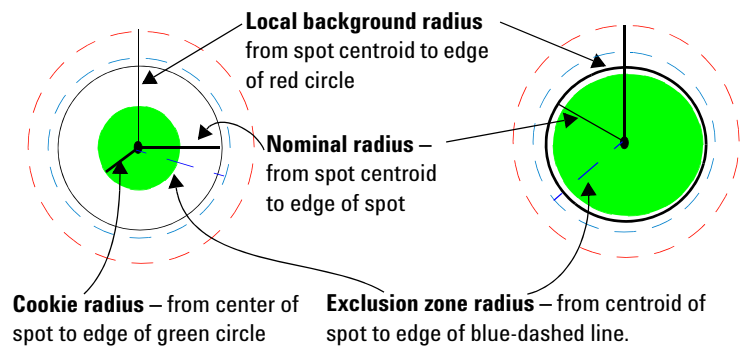 Local background radius
from spot centroid to edge
of red circle
Nominal radius –
from spot centroid
to edge of spot
Cookie radius – from center of
spot to edge of green circle
Exclusion zone radius – from centroid of
spot to edge of blue-dashed line.